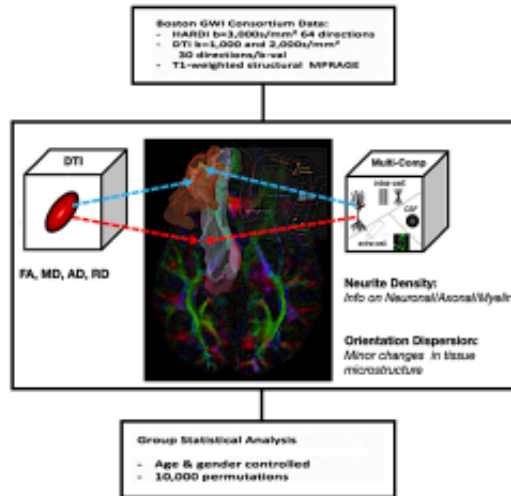 Boston GWI Consortium Data:
- HARDI b=3,000s/mm² 64 directions
- DTI b=1,000 and 2,000s/mm²
30 directions/b-val
- T1-weighted structural MPRAGE
DTI
FA, MD, AD, RD
Multi-Comp
intra-cell.
CSF
extra-cell.
Neurite Density:
Info on Neuronal/Axonal/Myelin
Orientation Dispersion:
Minor changes in tissue
microstructure
Group Statistical Analysis
- Age & gender controlled
- 10,000 permutations